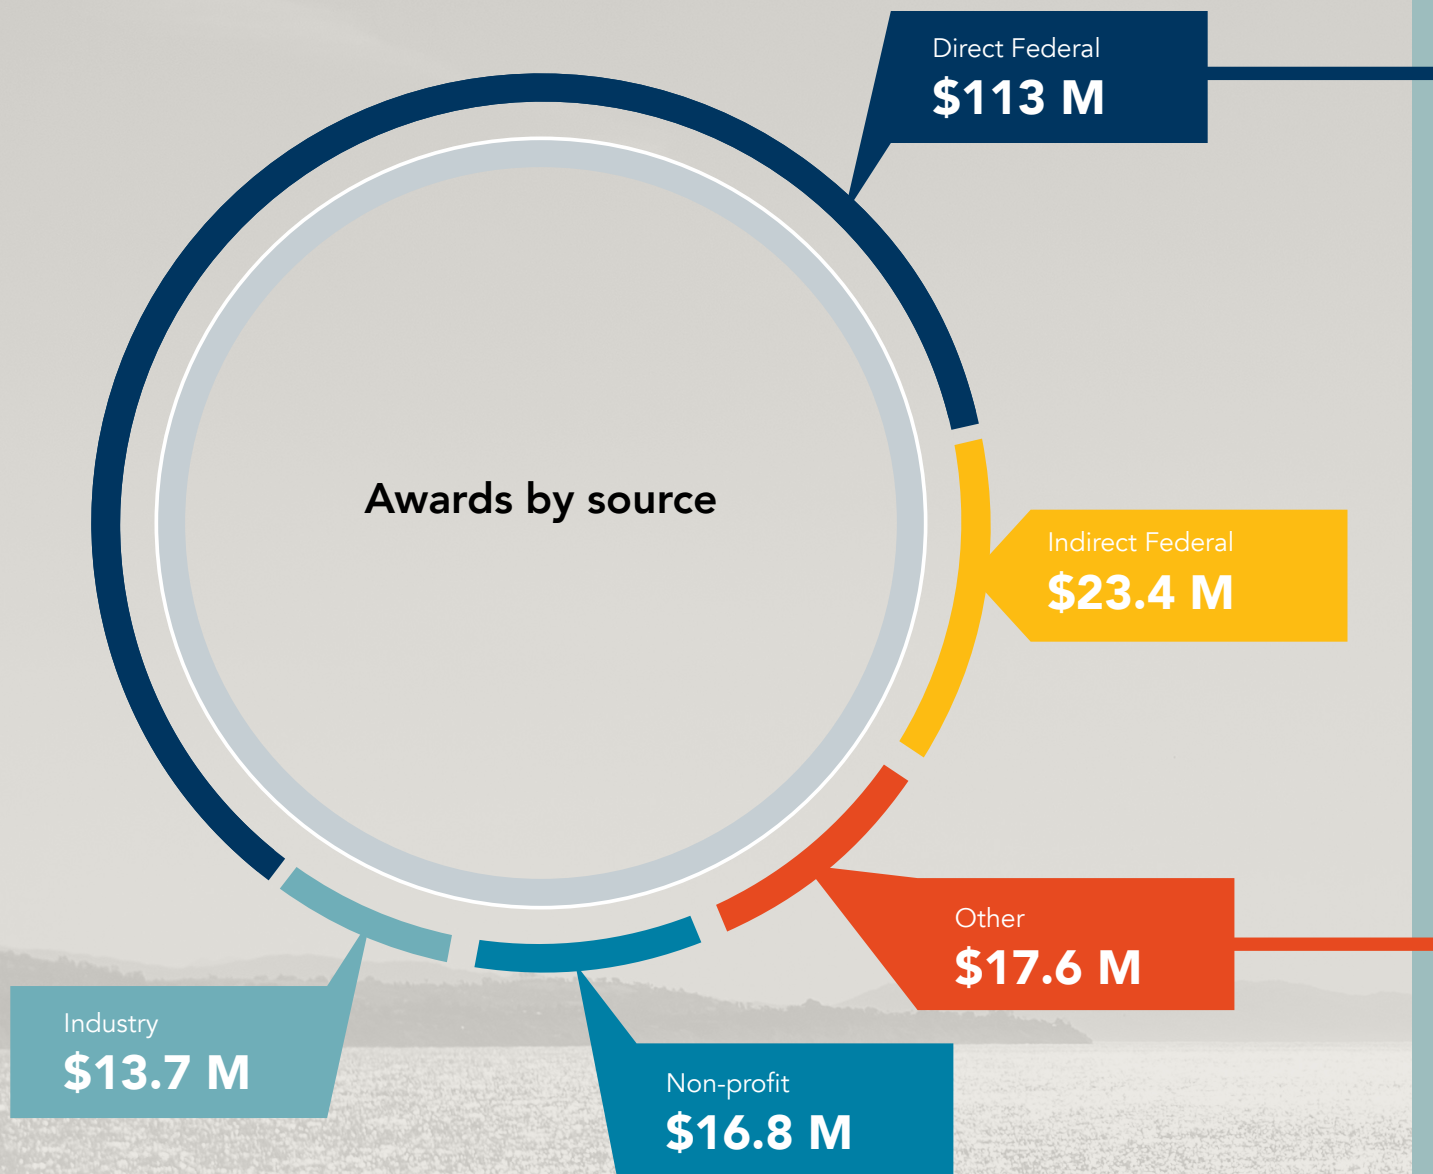 Direct Federal
$113 M
Awards by source
Indirect Federal
$23.4 M
Other
$17.6 M
Industry
$13.7 M
Non-profit
$16.8 M